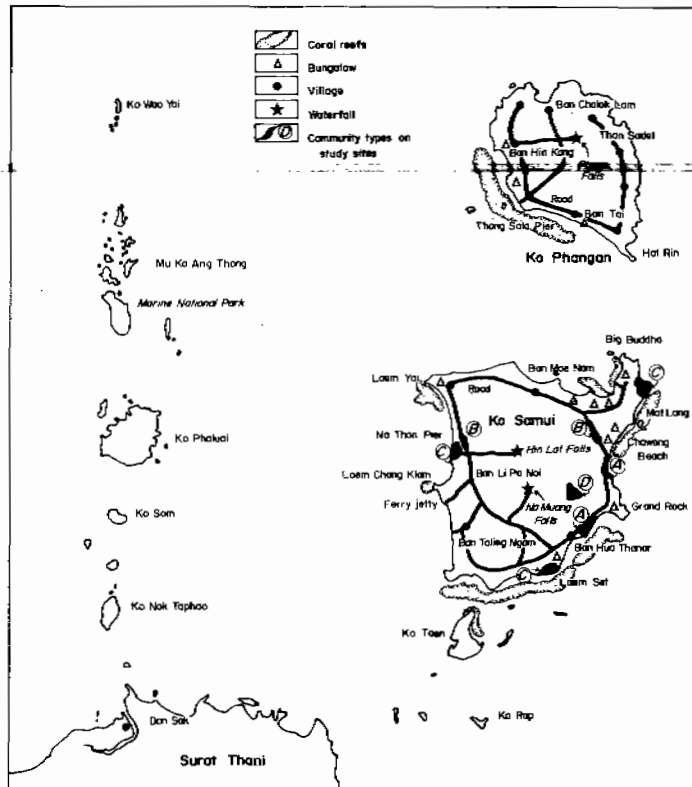 Coral reefs
Bungalow
Village
Waterfall
D
Community types on
study sites
Ko Wao Yai
Ban Chalok Lam
Than Sadet
Ban Hin Kong
Falls
Road
Ban Tai
Thong Sala Pier
Hat Rin
Ko Phangan
Mu Ko Ang Thong
Marine National Park
Big Buddha
Ban Mae Nam
C
Laem Yai
Road
Mat Lang
Ko Samui
B
B
Chaweng
Beach
Na Thon Pier
Hin Lat Falls
C
A
Ko Phaluai
Ban Li Pa Noi
D
Laem Chang Klam
Ferry jetty
Na Muang
Falls
A
Grand Rock
Ko Som
Ban Taling Ngam
Ban Hua Thanar
C
Laem Set
Ko Nok Taphao
Ko Taen
Don Sak
Ko Rap
Surat Thani